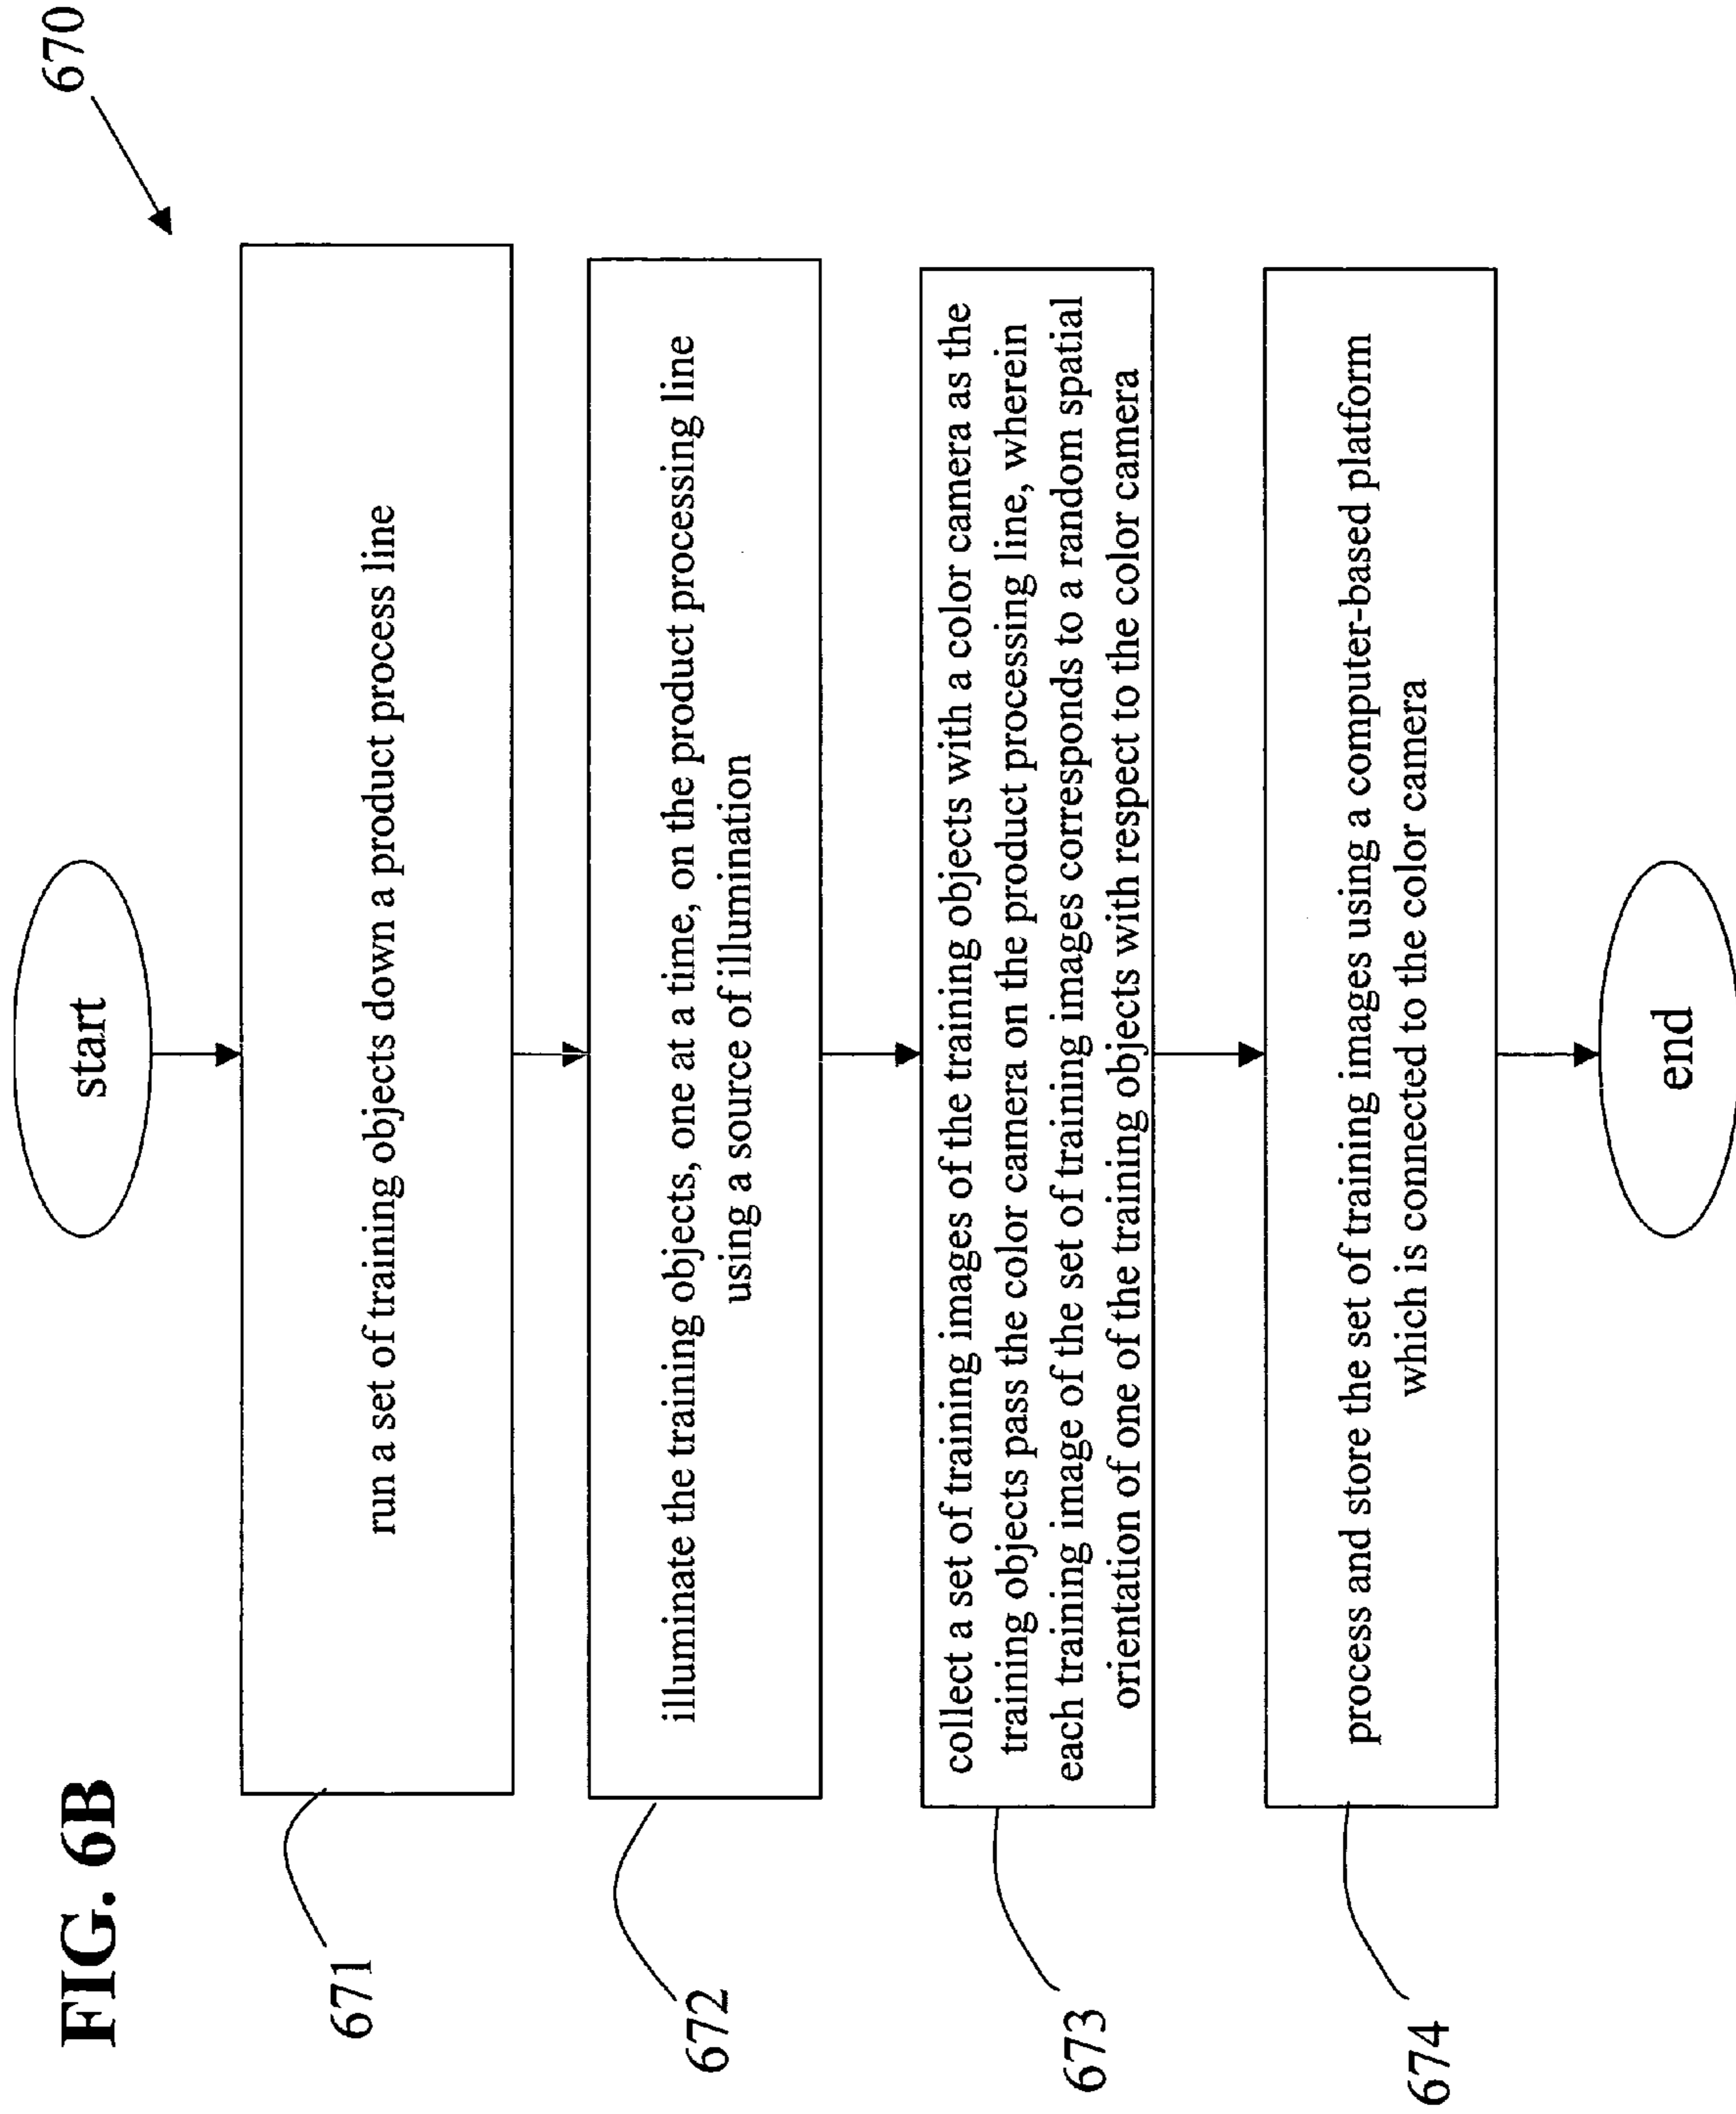 FIG. 6B
670
start
671
run a set of training objects down a product process line
672
illuminate the training objects, one at a time, on the product processing line
using a source of illumination
673
collect a set of training images of the training objects with a color camera as the
training objects pass the color camera on the product processing line, wherein
each training image of the set of training images corresponds to a random spatial
orientation of one of the training objects with respect to the color camera
674
process and store the set of training images using a computer-based platform
which is connected to the color camera
end